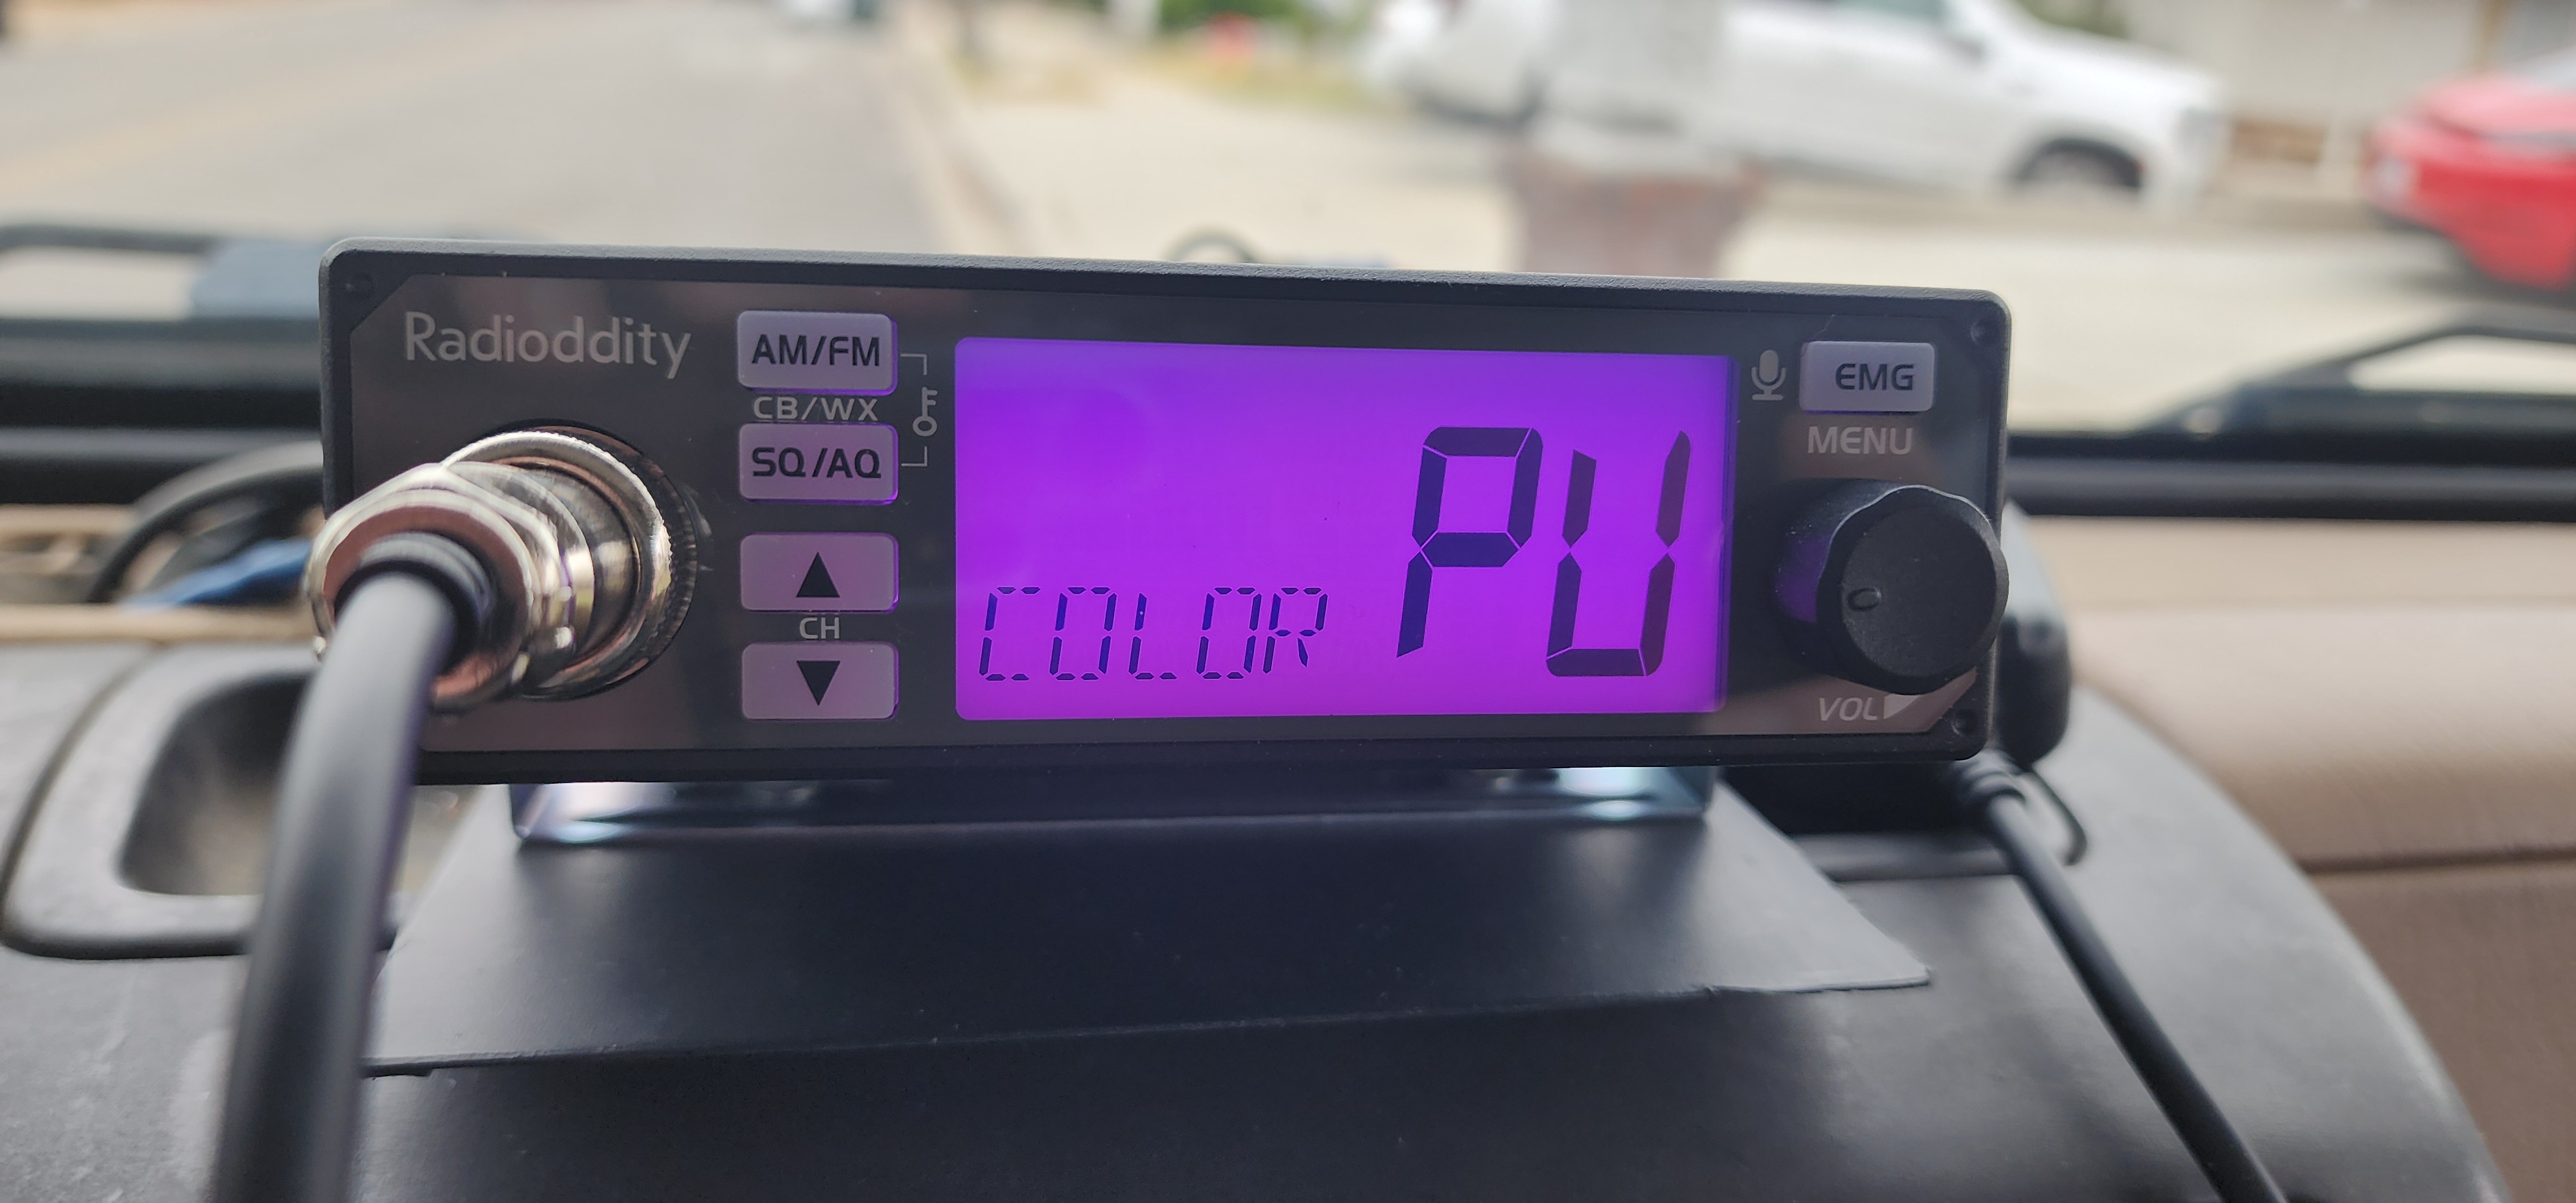 Radioddity
AM/FM
CB/WX
SQ/AQ
CH
COLOR PU
EMG
MENU
VOL